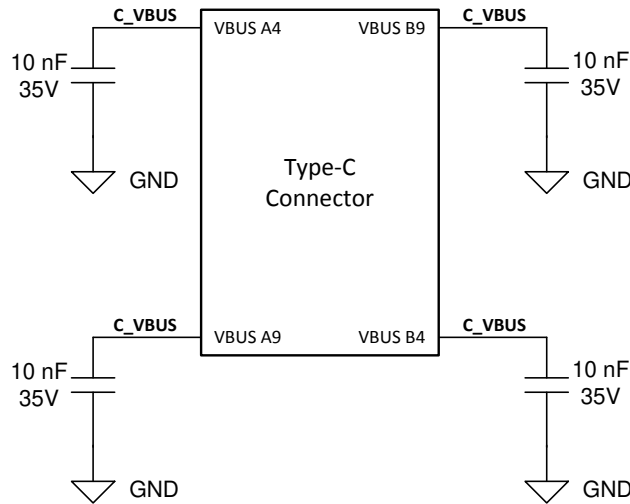 C_VBUS
VBUS A4
VBUS B9
C_VBUS
10 nF
35V
10 nF
35V
GND
Type-C
Connector
GND
C_VBUS
VBUS A9
VBUS B4
C_VBUS
10 nF
35V
10 nF
35V
GND
GND